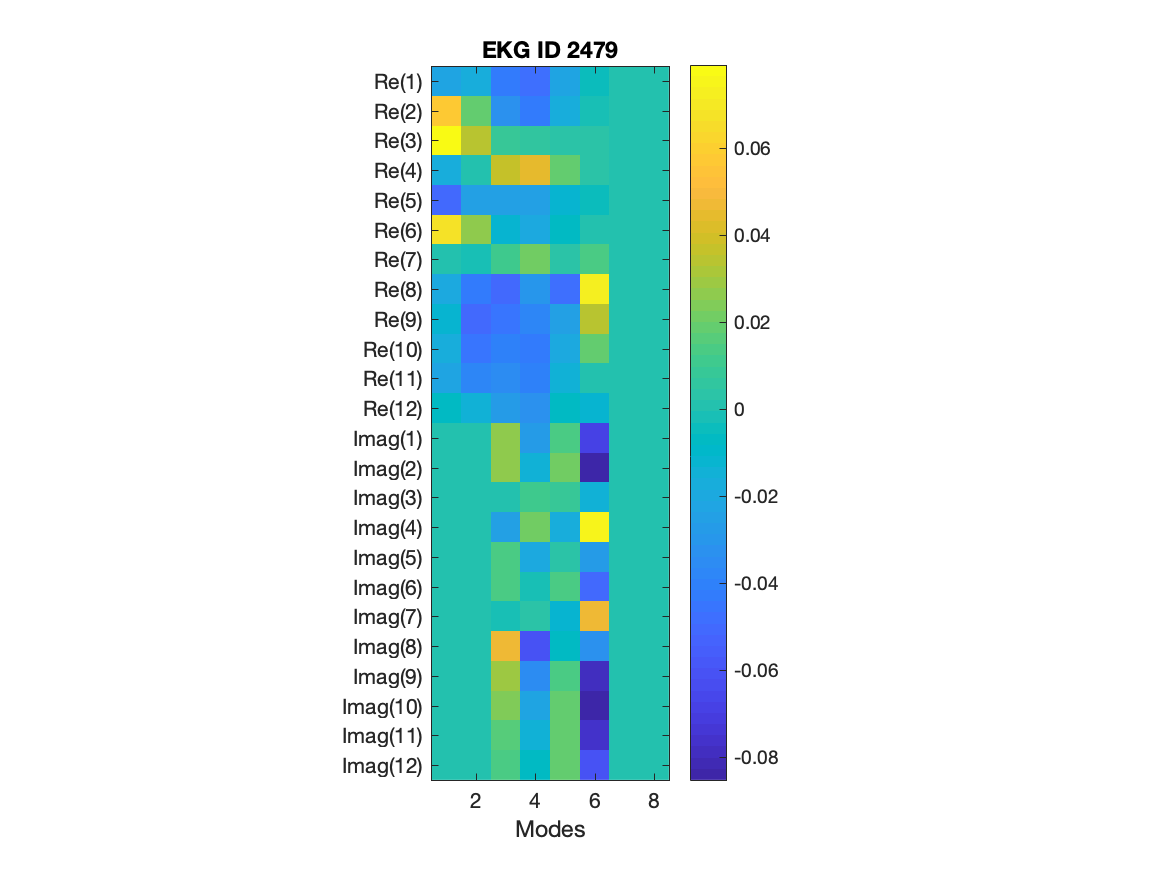 EKG ID 2479
Re(1)
Re(2)
Re(3)
Re(4)
Re(5)
Re(6)
Re(7)
Re(8)
Re(9)
Re(10)
Re(11)
Re(12)
Imag(1)
Imag(2)
Imag(3)
Imag(4)
Imag(5)
Imag(6)
Imag(7)
Imag(8)
Imag(9)
Imag(10)
Imag(11)
Imag(12)
2 4 6 8
Modes
0.06
0.04
0.02
0
-0.02
-0.04
-0.06
-0.08